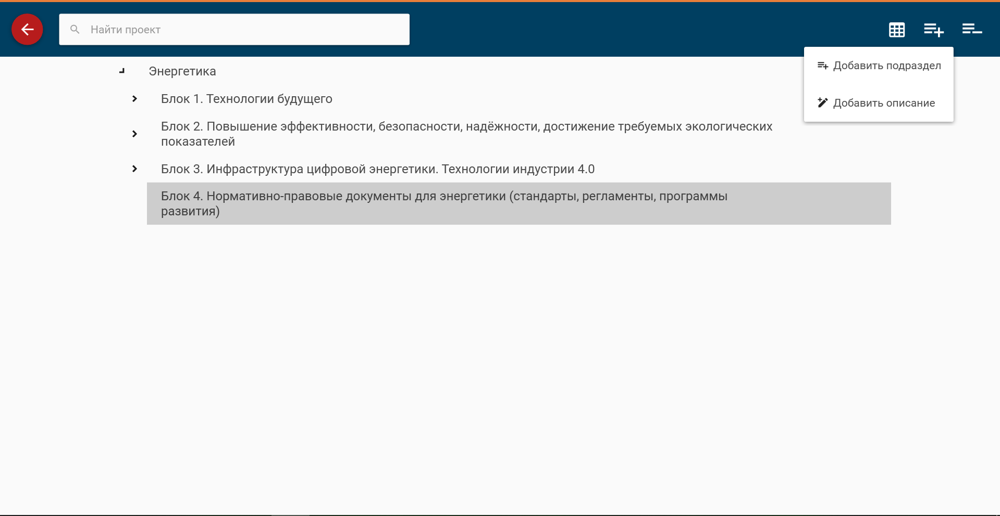 Найти проект
Добавить подраздел
Добавить описание
Энергетика
Блок 1. Технологии будущего
Блок 2. Повышение эффективности, безопасности, надёжности, достижение требуемых экологических
показателей
Блок 3. Инфраструктура цифровой энергетики. Технологии индустрии 4.0
Блок 4. Нормативно-правовые документы для энергетики (стандарты, регламенты, программы
развития)